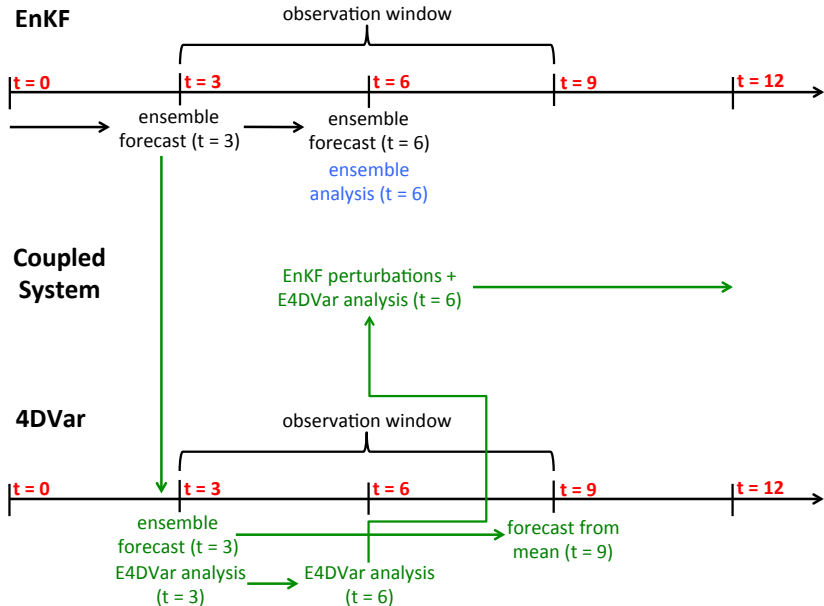 EnKF
observation window
t = 0
t = 3
t = 6
t = 9
t = 12
ensemble
forecast (t = 3)
ensemble
forecast (t = 6)
ensemble
analysis (t = 6)
Coupled
System
EnKF perturbations +
E4DVar analysis (t = 6)
4DVar
observation window
t = 0
t = 3
t = 6
t = 9
t = 12
ensemble
forecast (t = 3)
forecast from
mean (t = 9)
E4DVar analysis
(t = 3)
E4DVar analysis
(t = 6)